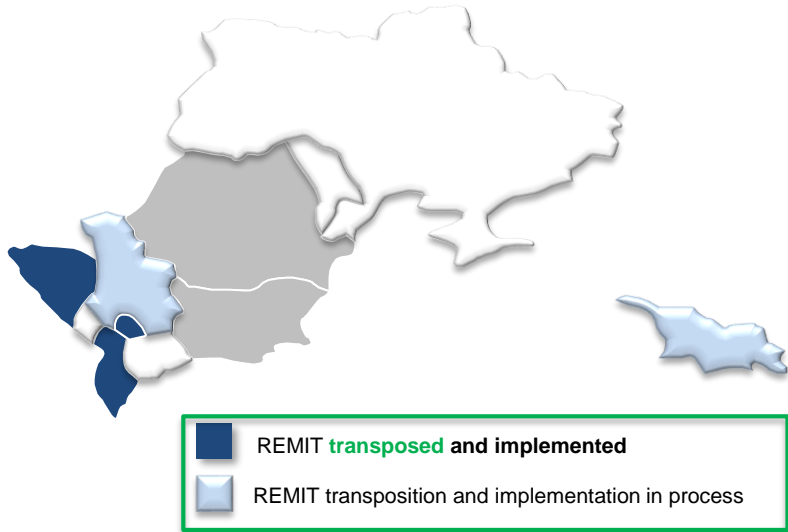 REMIT transposed and implemented
REMIT transposition and implementation in process